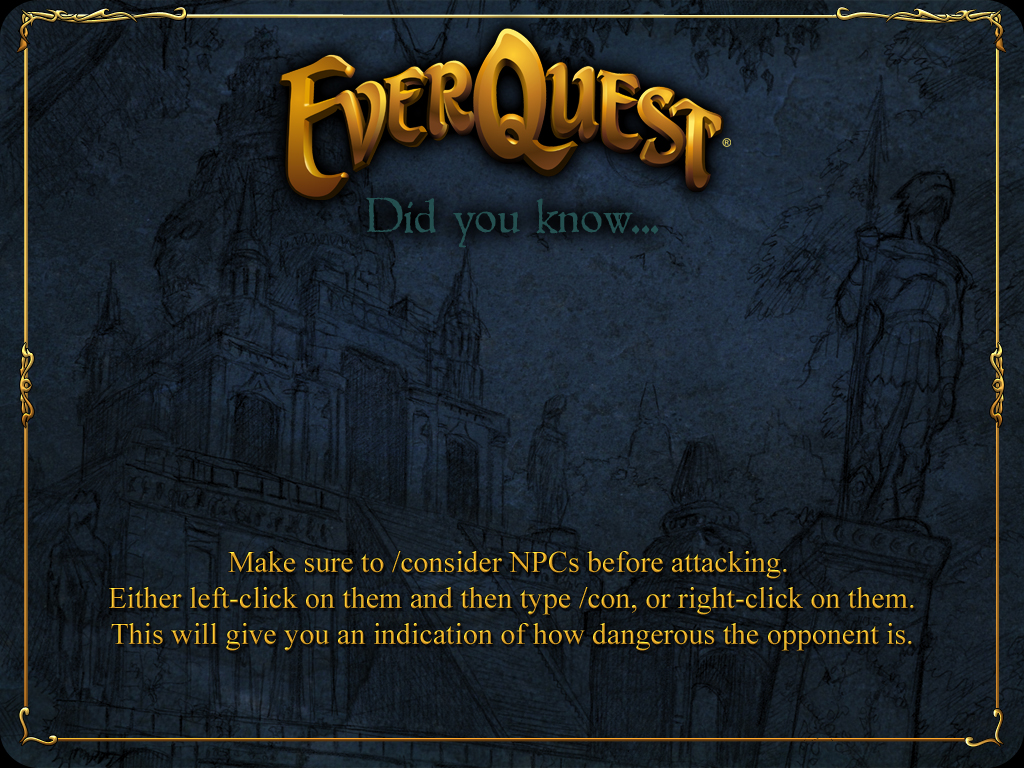 EVERQUEST®
Did you know...
Make sure to /consider NPCs before attacking.
Either left-click on them and then type /con, or right-click on them.
This will give you an indication of how dangerous the opponent is.